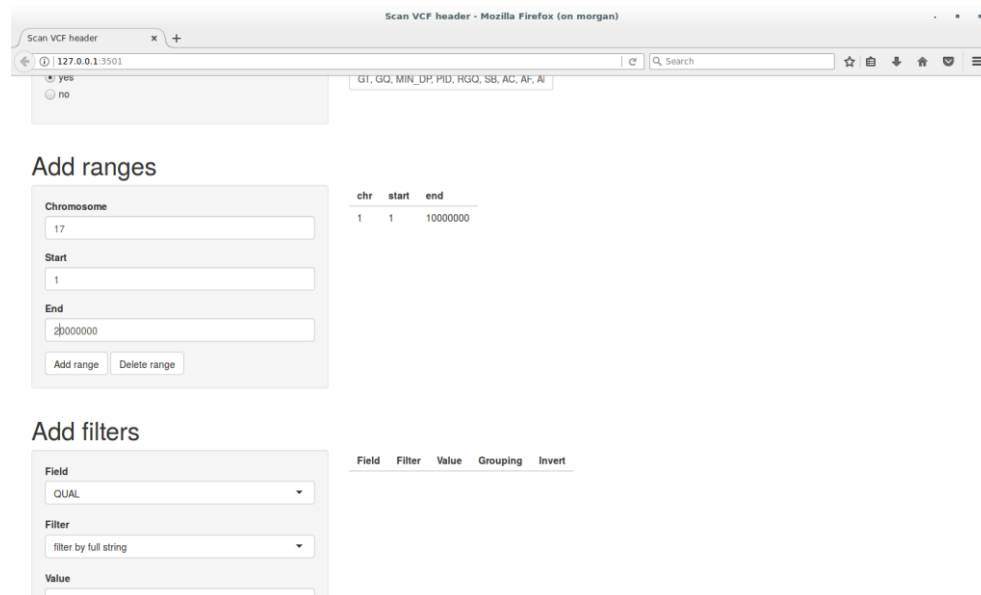 Scan VCF header - Mozilla Firefox (on morgan)
Scan VCF header
127.0.0.1:3501
Search
yes
GT, GQ, MIN_DP, PID, RGQ, SB, AC, AF,
no
Add ranges
chr start end
Chromosome
1 1 10000000
17
Start
1
End
20000000
Add range Delete range
Add filters
Field Filter Value Grouping Invert
Field
QUAL
Filter
filter by full string
Value